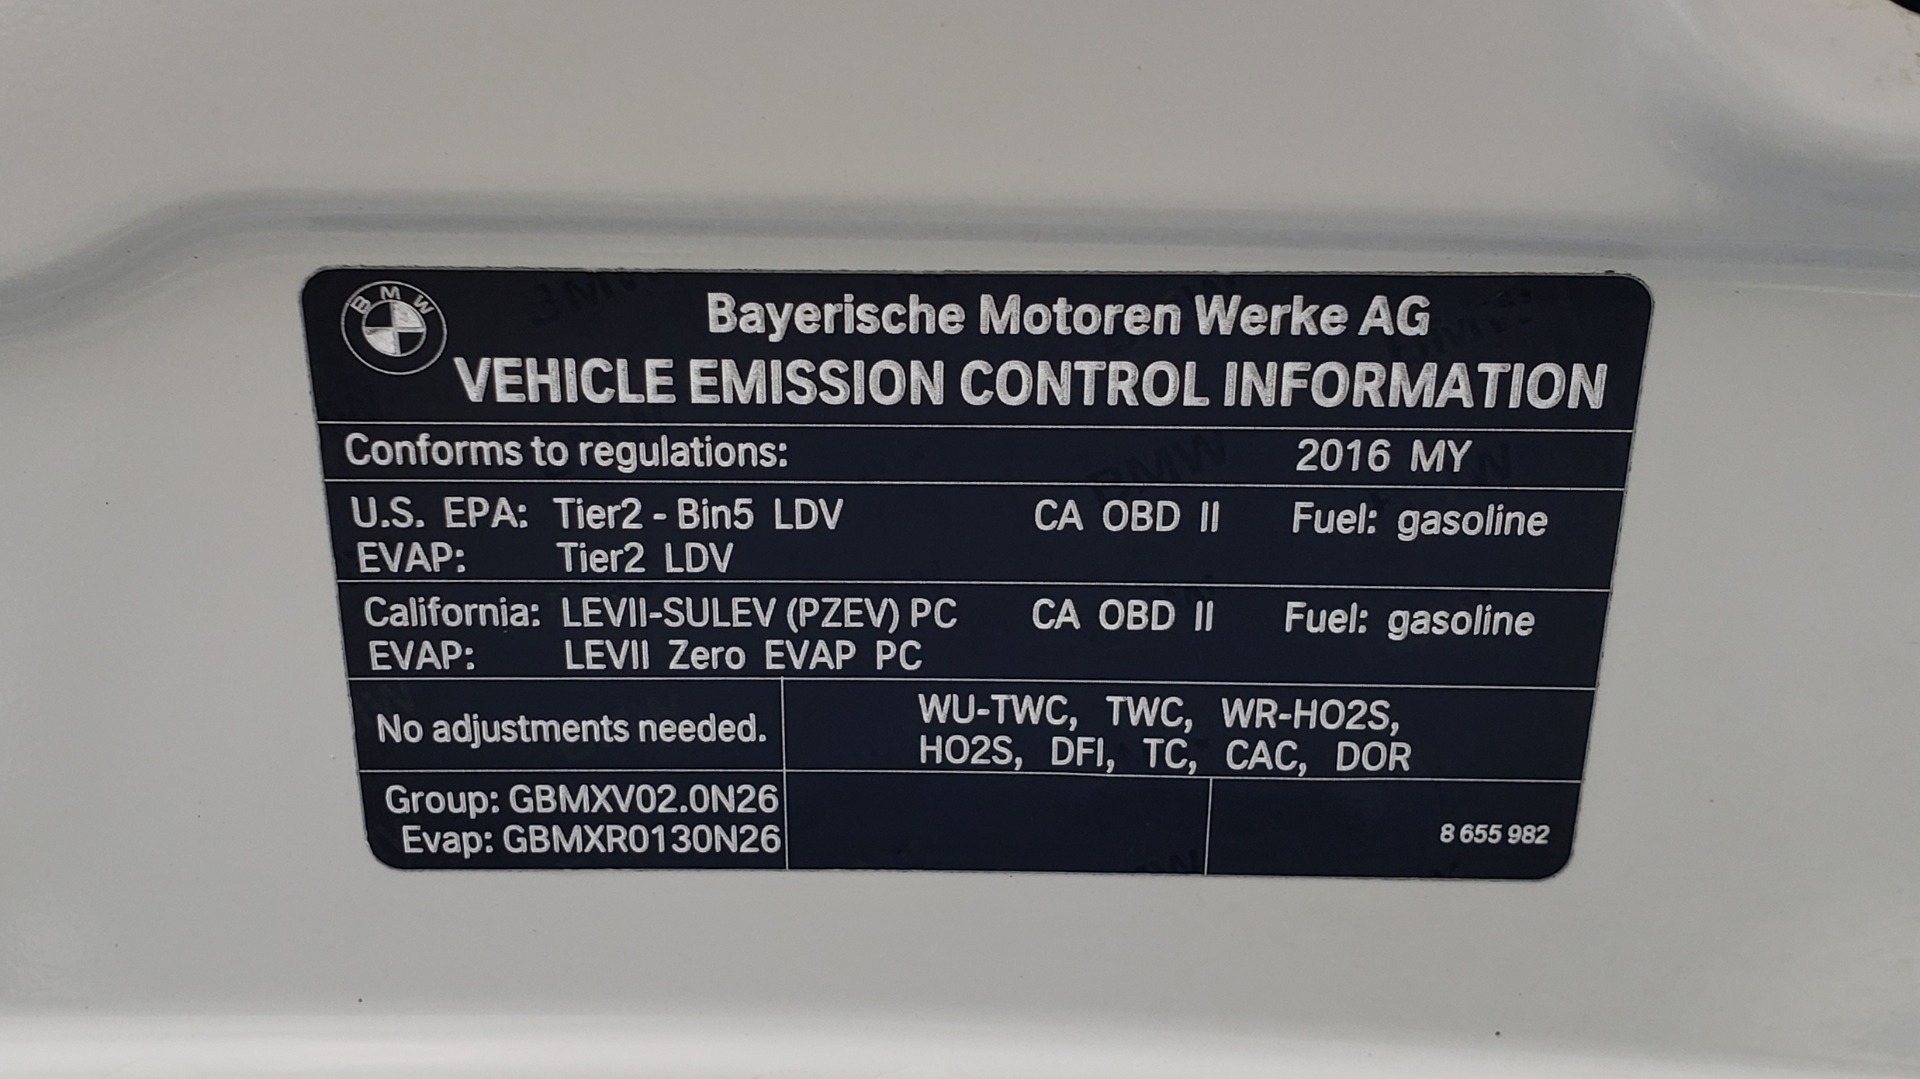 BMW
Bayerische Motoren Werke AG
VEHICLE EMISSION CONTROL INFORMATION
Conforms to regulations: 2016 MY
U.S. EPA: Tier2 - Bin5 LDV CA OBD II Fuel: gasoline
EVAP: Tier2 LDV
California: LEVII-SULEV (PZEV) PC CA OBD II Fuel: gasoline
EVAP: LEVII Zero EVAP PC
No adjustments needed.
WU-TWC, TWC, WR-HO2S,
HO2S, DFI, TC, CAC, DOR
Group: GBMXV02.0N26
Evap: GBMXR0130N26
8 655 982